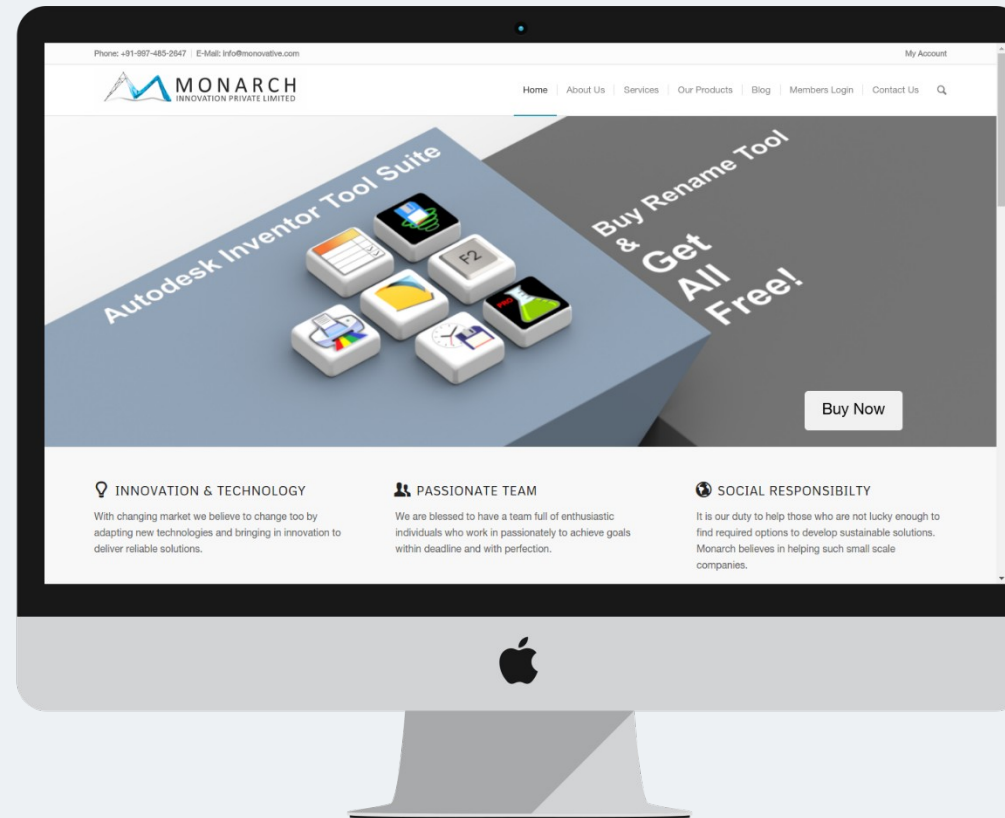 Phone: +91-997-465-2647 | E-Mail: info@monovative.com
My Account
MONARCH
INNOVATION PRIVATE LIMITED
Home | About Us | Services | Our Products | Blog | Members Login | Contact Us
Autodesk Inventor Tool Suite
F2
PRO
Buy Rename Tool
&
Get
All
Free!
Buy Now
INNOVATION & TECHNOLOGY
With changing market we believe to change too by
adapting new technologies and bringing in innovation to
deliver reliable solutions.
PASSIONATE TEAM
We are blessed to have a team full of enthusiastic
individuals who work in passionately to achieve goals
within deadline and with perfection.
SOCIAL RESPONSIBILTY
It is our duty to help those who are not lucky enough to
find required options to develop sustainable solutions.
Monarch believes in helping such small scale
companies.